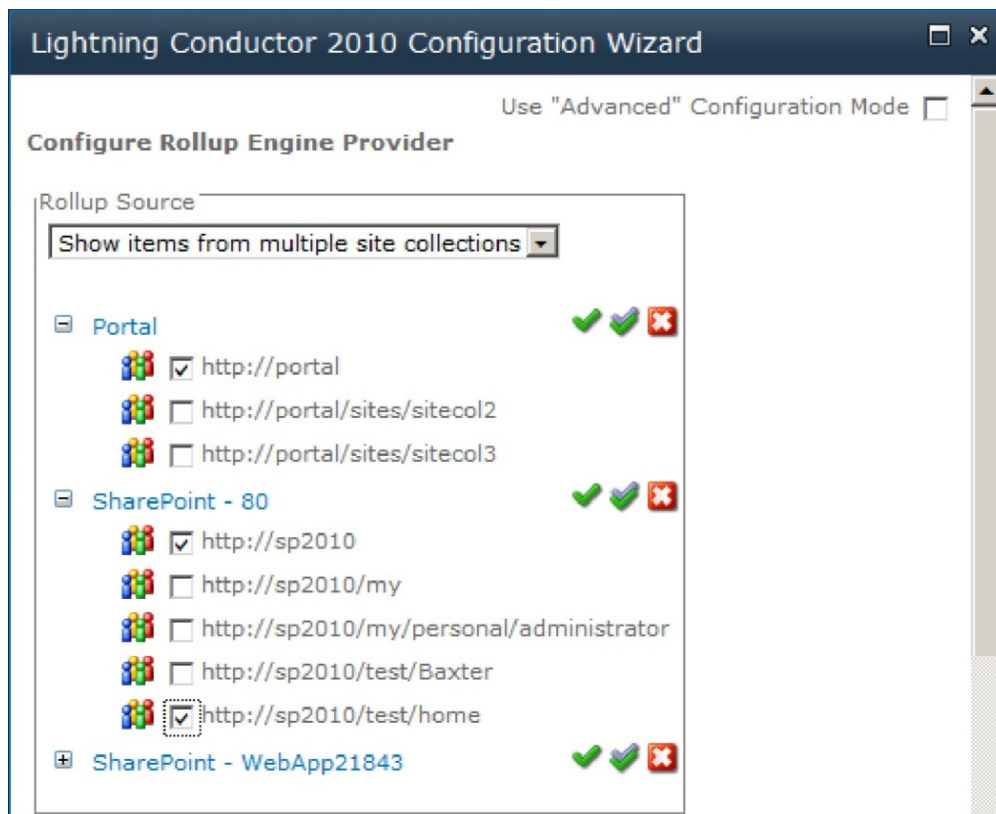 Lightning Conductor 2010 Configuration Wizard
Use "Advanced" Configuration Mode
Configure Rollup Engine Provider
Rollup Source
Show items from multiple site collections
Portal
http://portal
http://portal/sites/sitecol2
http://portal/sites/sitecol3
SharePoint - 80
http://sp2010
http://sp2010/my
http://sp2010/my/personal/administrator
http://sp2010/test/Baxter
http://sp2010/test/home
SharePoint - WebApp21843